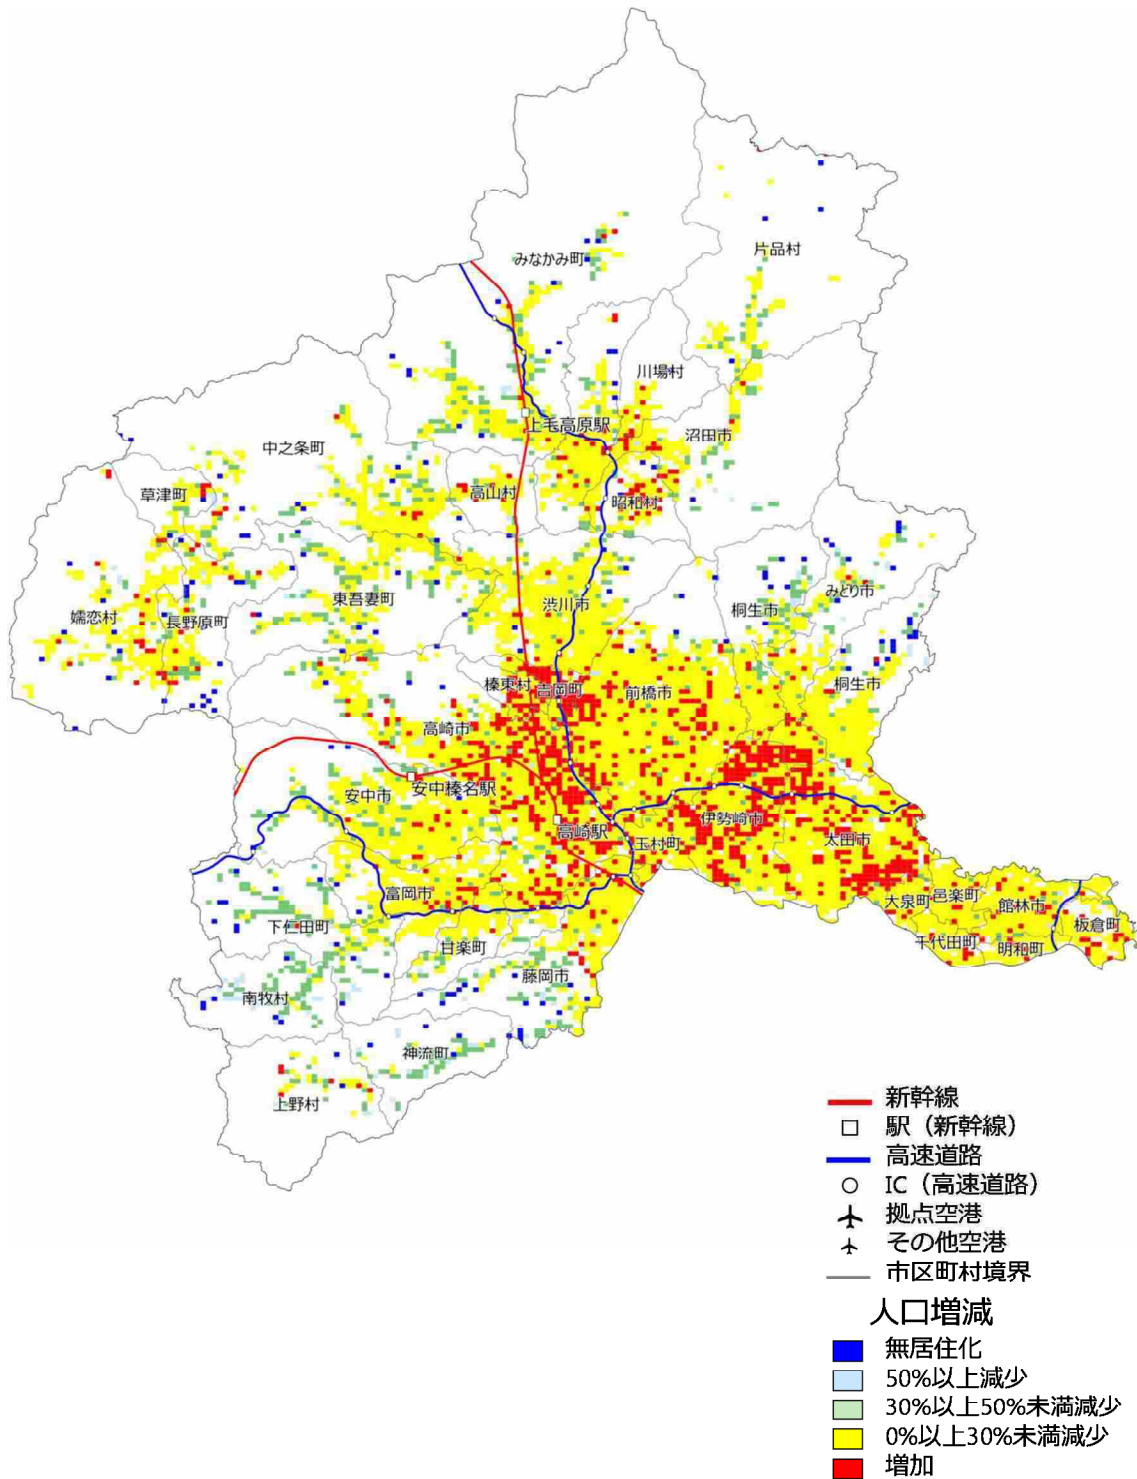 みなかみ町
片品村
川場村
上毛高原駅
沼田市
中之条町
草津町
高山村
昭和村
嬬恋村
長野原町
東吾妻町
渋川市
桐生市
みどり市
榛東村
吉岡町
前橋市
桐生市
高崎市
安中市
安中榛名駅
高崎駅
玉村町
伊勢崎市
太田市
富岡市
大泉町
邑楽町
館林市
板倉町
下仁田町
甘楽町
千代田町
明和町
南牧村
藤岡市
神流町
上野村
新幹線
駅（新幹線）
高速道路
IC（高速道路）
拠点空港
その他空港
市区町村境界
人口増減
無居住化
50%以上減少
30%以上50%未満減少
0%以上30%未満減少
増加